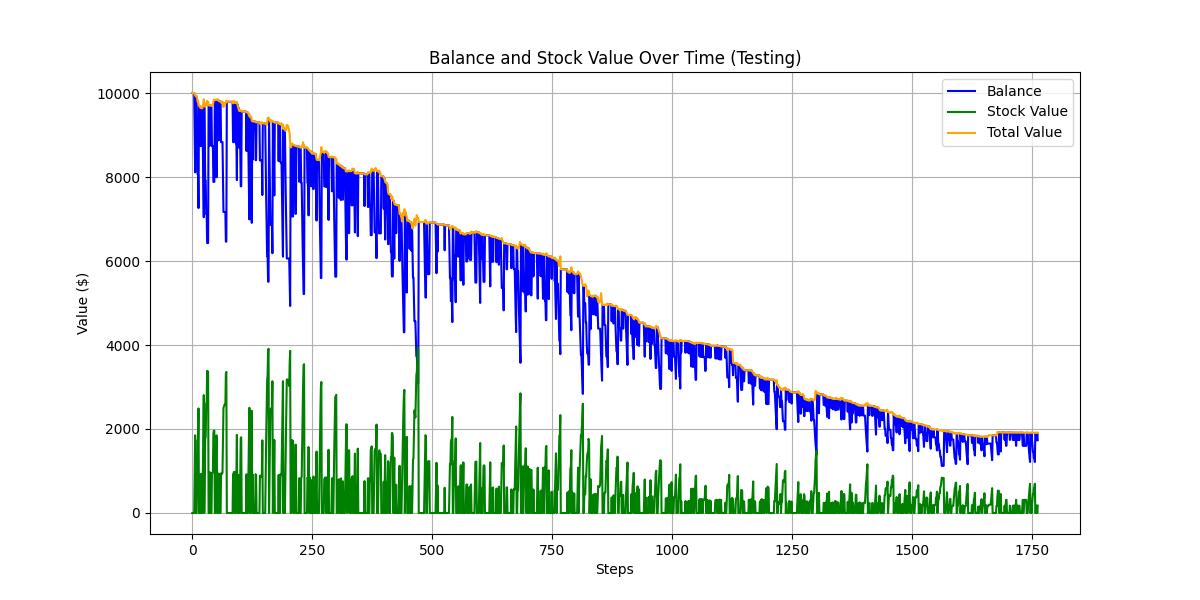 Balance and Stock Value Over Time (Testing)
10000
8000
6000
4000
2000
0
Value ($)
Balance
Stock Value
Total Value
0 250 500 750 1000 1250 1500 1750
Steps